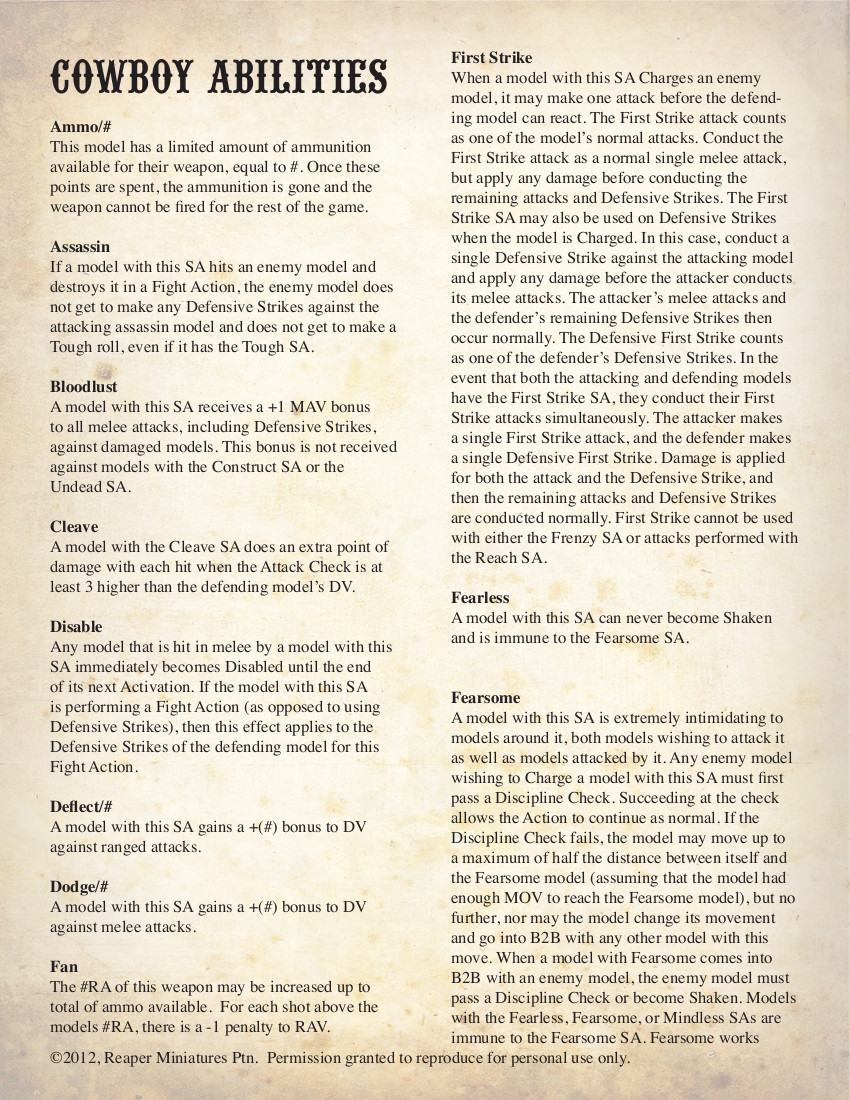 COWBOY ABILITIES
Ammo/#
This model has a limited amount of ammunition
available for their weapon, equal to #. Once these
points are spent, the ammunition is gone and the
weapon cannot be fired for the rest of the game.
Assassin
If a model with this SA hits an enemy model and
destroys it in a Fight Action, the enemy model does
not get to make any Defensive Strikes against the
attacking assassin model and does not get to make a
Tough roll, even if it has the Tough SA.
Bloodlust
A model with this SA receives a +1 MAV bonus
to all melee attacks, including Defensive Strikes,
against damaged models. This bonus is not received
against models with the Construct SA or the
Undead SA.
Cleave
A model with the Cleave SA does an extra point of
damage with each hit when the Attack Check is at
least 3 higher than the defending model's DV.
Disable
Any model that is hit in melee by a model with this
SA immediately becomes Disabled until the end
of its next Activation. If the model with this SA
is performing a Fight Action (as opposed to using
Defensive Strikes), then this effect applies to the
Defensive Strikes of the defending model for this
Fight Action.
Deflect/#
A model with this SA gains a +(#) bonus to DV
against ranged attacks.
Dodge/#
A model with this SA gains a +(#) bonus to DV
against melee attacks.
Fan
The #RA of this weapon may be increased up to
total of ammo available.  For each shot above the
models #RA, there is a -1 penalty to RAV.
First Strike
When a model with this SA Charges an enemy
model, it may make one attack before the defend-
ing model can react. The First Strike attack counts
as one of the model's normal attacks. Conduct the
First Strike attack as a normal single melee attack,
but apply any damage before conducting the
remaining attacks and Defensive Strikes. The First
Strike SA may also be used on Defensive Strikes
when the model is Charged. In this case, conduct a
single Defensive Strike against the attacking model
and apply any damage before the attacker conducts
its melee attacks. The attacker's melee attacks and
the defender's remaining Defensive Strikes then
occur normally. The Defensive First Strike counts
as one of the defender's Defensive Strikes. In the
event that both the attacking and defending models
have the First Strike SA, they conduct their First
Strike attacks simultaneously. The attacker makes
a single First Strike attack, and the defender makes
a single Defensive First Strike. Damage is applied
for both the attack and the Defensive Strike, and
then the remaining attacks and Defensive Strikes
are conducted normally. First Strike cannot be used
with either the Frenzy SA or attacks performed with
the Reach SA.
Fearless
A model with this SA can never become Shaken
and is immune to the Fearsome SA.
Fearsome
A model with this SA is extremely intimidating to
models around it, both models wishing to attack it
as well as models attacked by it. Any enemy model
wishing to Charge a model with this SA must first
pass a Discipline Check. Succeeding at the check
allows the Action to continue as normal. If the
Discipline Check fails, the model may move up to
a maximum of half the distance between itself and
the Fearsome model (assuming that the model had
enough MOV to reach the Fearsome model), but no
further, nor may the model change its movement
and go into B2B with any other model with this
move. When a model with Fearsome comes into
B2B with an enemy model, the enemy model must
pass a Discipline Check or become Shaken. Models
with the Fearless, Fearsome, or Mindless SAs are
immune to the Fearsome SA. Fearsome works
©2012, Reaper Miniatures Ptn.  Permission granted to reproduce for personal use only.